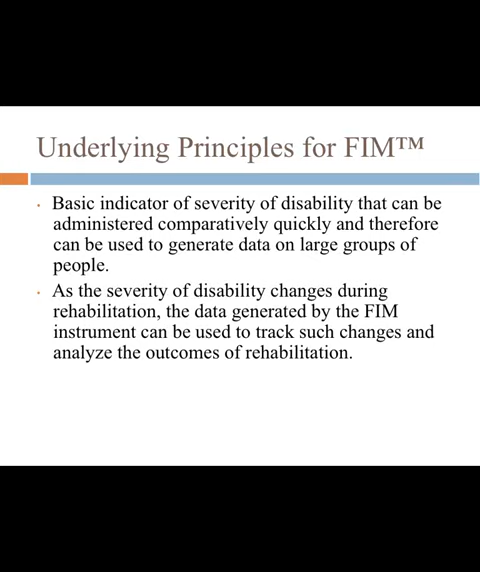 Underlying Principles for FIM™
• Basic indicator of severity of disability that can be
administered comparatively quickly and therefore
can be used to generate data on large groups of
people.
• As the severity of disability changes during
rehabilitation, the data generated by the FIM
instrument can be used to track such changes and
analyze the outcomes of rehabilitation.